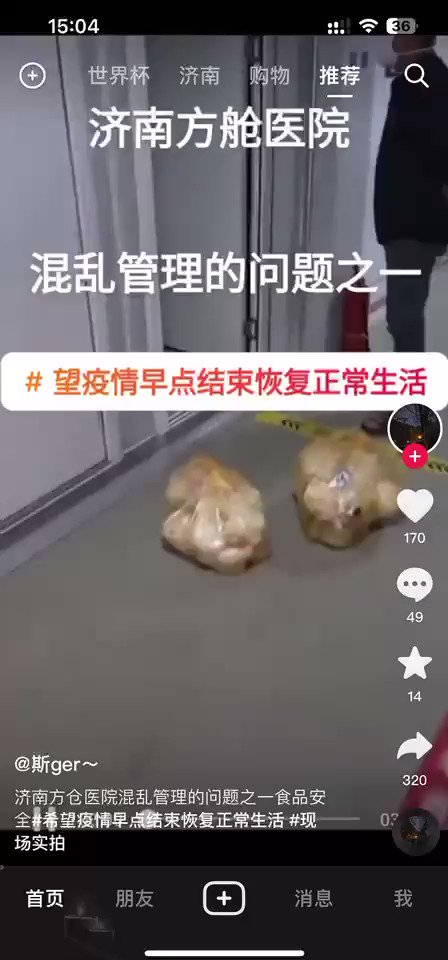 15:04
36
世界杯 济南 购物 推荐
济南方舱医院
混乱管理的问题之一
# 望疫情早点结束恢复正常生活
170
49
14
320
@斯ger～
济南方仓医院混乱管理的问题之一食品安
全#希望疫情早点结束恢复正常生活 #现
场实拍
03
首页 朋友 消息 我